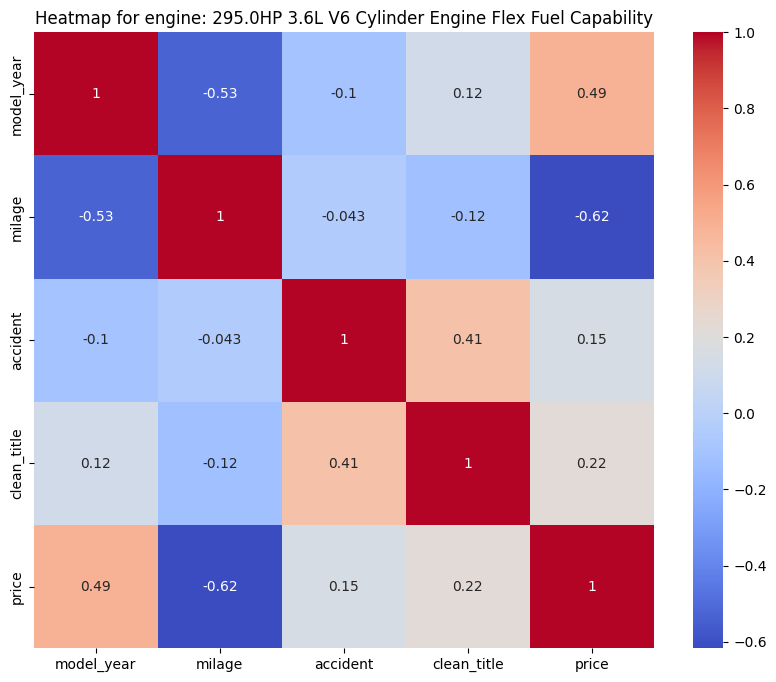 Heatmap for engine: 295.0HP 3.6L V6 Cylinder Engine Flex Fuel Capability
model_year 1 -0.53 -0.1 0.12 0.49
milage -0.53 1 -0.043 -0.12 -0.62
accident -0.1 -0.043 1 0.41 0.15
clean_title 0.12 -0.12 0.41 1 0.22
price 0.49 -0.62 0.15 0.22 1
model_year milage accident clean_title price
1.0
0.8
0.6
0.4
0.2
0.0
−0.2
−0.4
−0.6